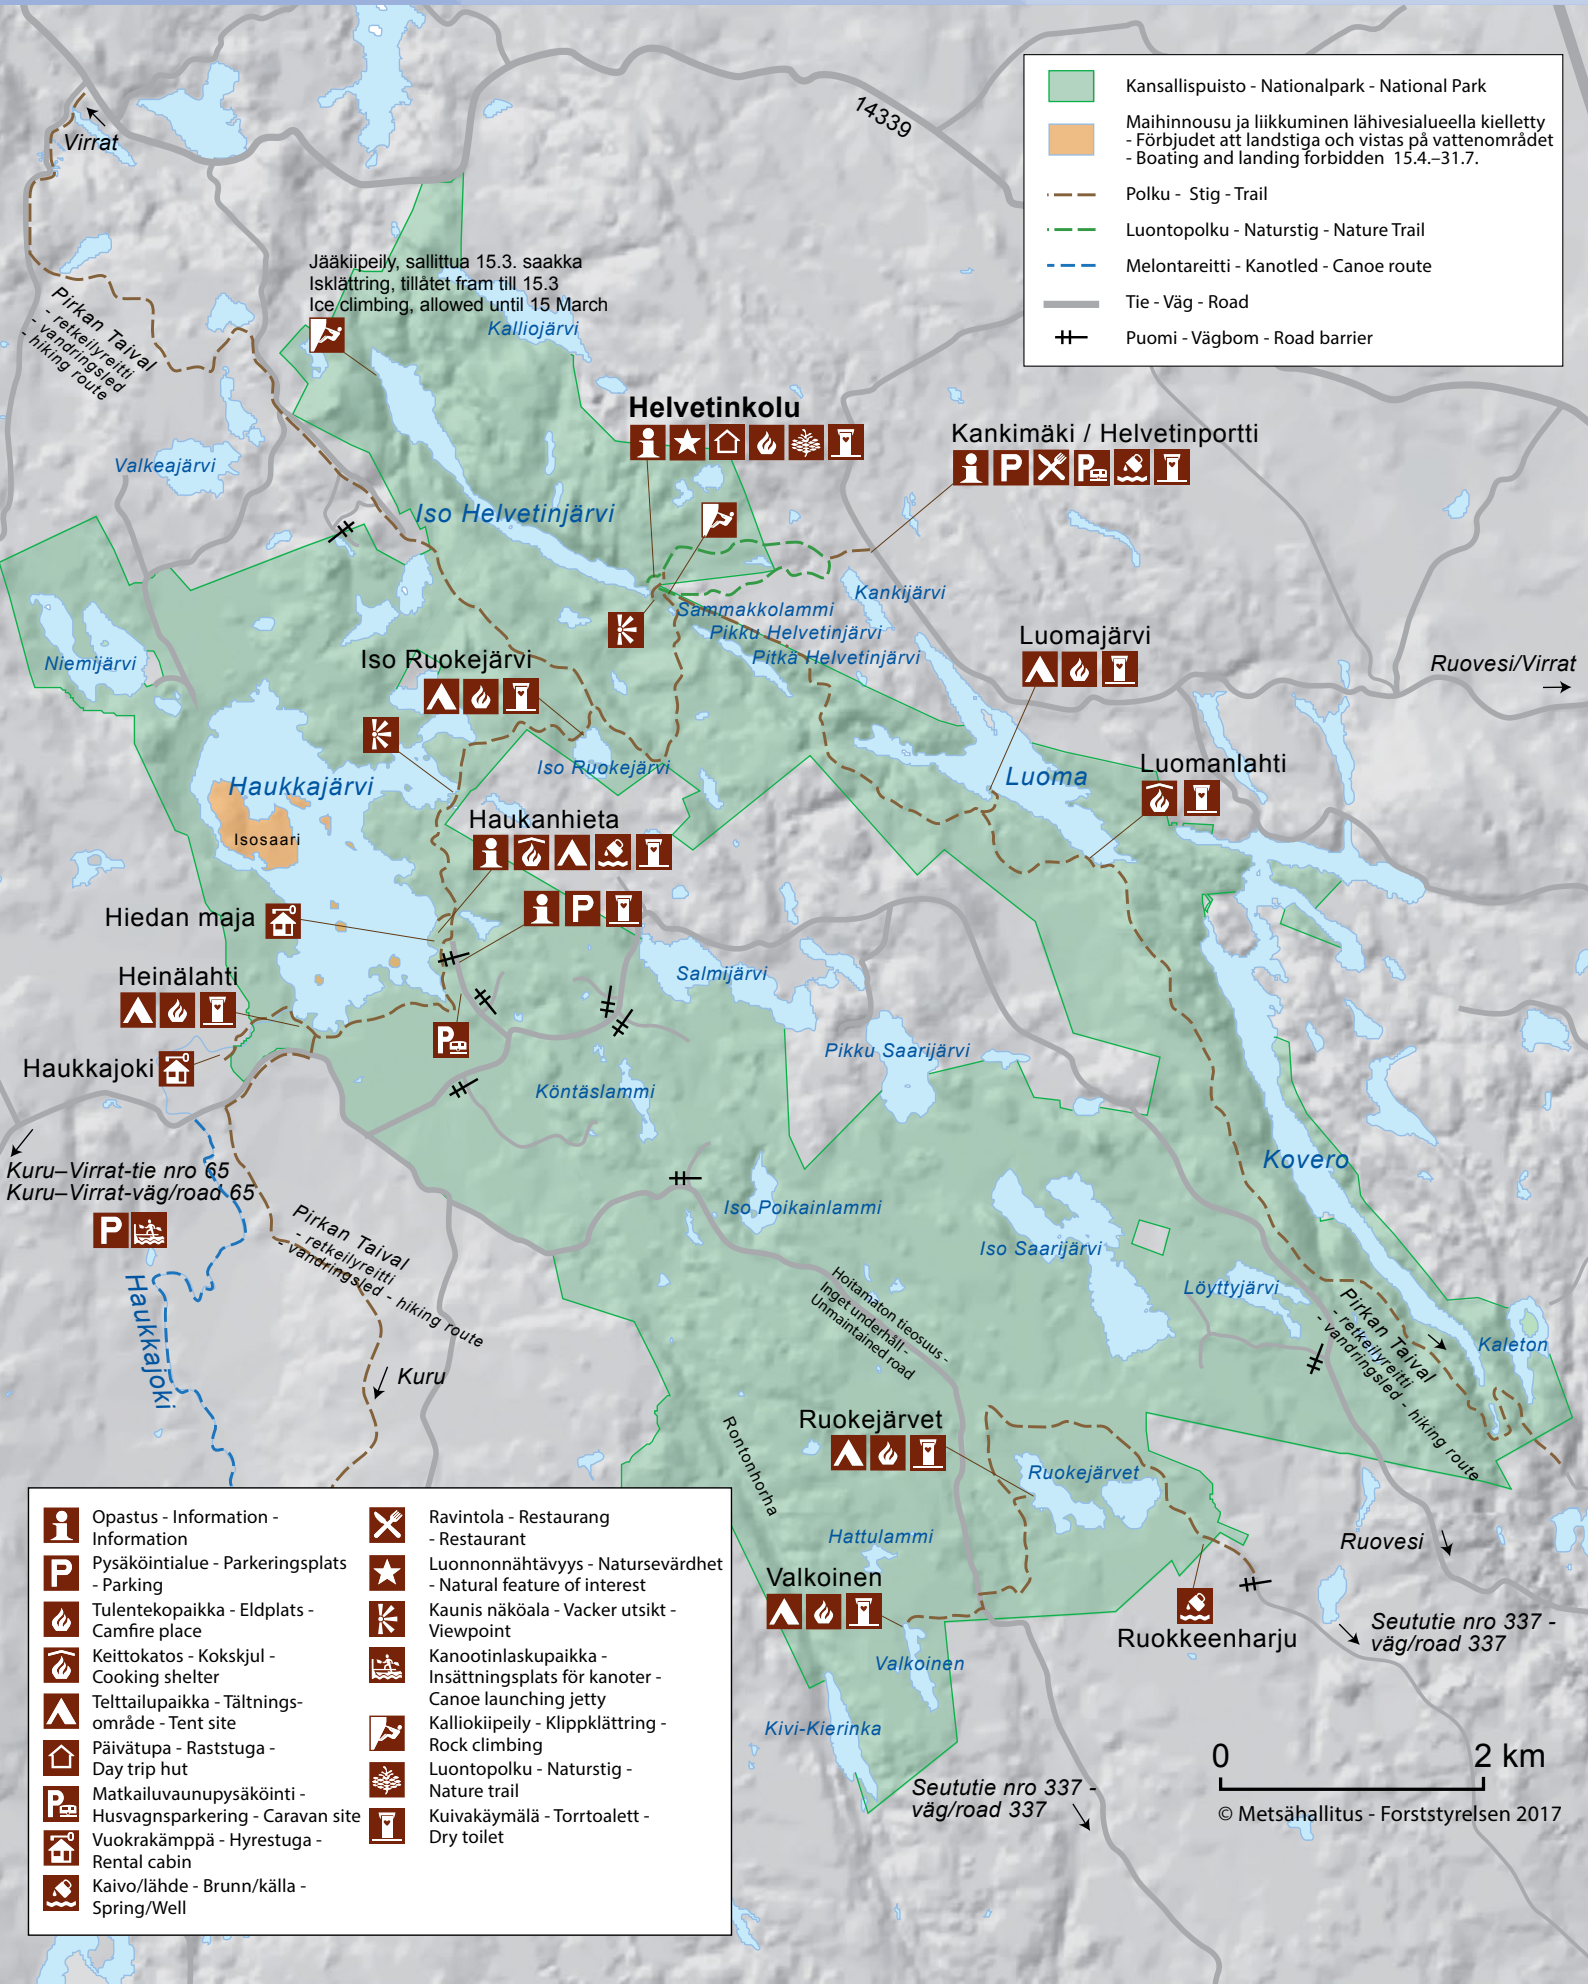 14339
Virrat
Kansallispuisto - Nationalpark - National Park
Maihinnousu ja liikkuminen lähivesialueella kielletty
- Förbjudet att landstiga och vistas på vattenområdet
- Boating and landing forbidden 15.4.–31.7.
Polku - Stig - Trail
Luontopolku - Naturstig - Nature Trail
Melontareitti - Kanotled - Canoe route
Tie - Väg - Road
Puomi - Vägbom - Road barrier
Jääkiipeily, sallittua 15.3. saakka
Isklättring, tillåtet fram till 15.3
Ice climbing, allowed until 15 March
Kalliojärvi
Pirkan Taival
- retkeilyreitti
- vandringsled
- hiking route
Helvetinkolu
Kankimäki / Helvetinportti
P
P
Valkeajärvi
Iso Helvetinjärvi
Kankijärvi
Sammakkolammi
Pikku Helvetinjärvi
Pitkä Helvetinjärvi
Luomajärvi
Ruovesi/Virrat
Niemijärvi
Iso Ruokejärvi
Iso Ruokejärvi
Luoma
Luomanlahti
Haukkajärvi
Isosaari
Haukanhieta
P
Hiedan maja
Heinälahti
Salmijärvi
P
Haukkajoki
Pikku Saarijärvi
Köntäslammi
Kuru–Virrat-tie nro 65
Kuru–Virrat-väg/road 65
P
Kovero
Iso Poikainlammi
Iso Saarijärvi
Pirkan Taival
- retkeilyreitti
- vandringsled - hiking route
Haukkajoki
Löyttyjärvi
Hoitamaton tieosuus -
Inget underhåll -
Unmaintained road
Pirkan Taival
- retkeilyreitti
- vandringsled - hiking route
Kaleton
Kuru
Ruokejärvet
Rontonhorha
Ruokejärvet
Hattulammi
Ruovesi
Valkoinen
Ruokkeenharju
Seututie nro 337 -
väg/road 337
Valkoinen
Kivi-Kierinka
Seututie nro 337 -
väg/road 337
0 2 km
© Metsähallitus - Forststyrelsen 2017
Opastus - Information -
Information
P
Pysäköintialue - Parkeringsplats
- Parking
Tulentekopaikka - Eldplats -
Camfire place
Keittokatos - Kokskjul -
Cooking shelter
Telttailupaikka - Tältnings-
område - Tent site
Päivätupa - Raststuga -
Day trip hut
P
Matkailuvaunupysäköinti -
Husvagnsparkering - Caravan site
Vuokrakämppä - Hyrestuga -
Rental cabin
Kaivo/lähde - Brunn/källa -
Spring/Well
Ravintola - Restaurang
- Restaurant
Luonnonnähtävyys - Natursevärdhet
- Natural feature of interest
Kaunis näköala - Vacker utsikt -
Viewpoint
Kanootinlaskupaikka -
Insättningsplats för kanoter -
Canoe launching jetty
Kalliokiipeily - Klippklättring -
Rock climbing
Luontopolku - Naturstig -
Nature trail
Kuivakäymälä - Torrtoalett -
Dry toilet